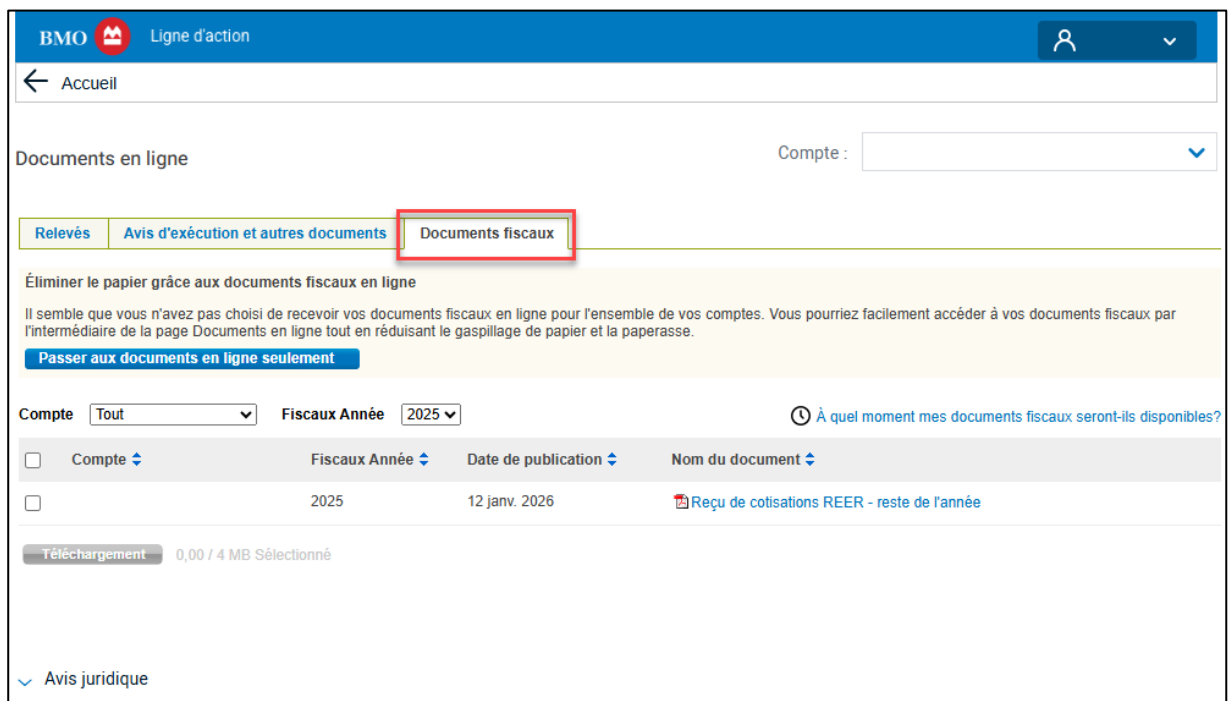 BMO Ligne d'action
Accueil
Documents en ligne
Compte :
Relevés Avis d'exécution et autres documents Documents fiscaux
Éliminer le papier grâce aux documents fiscaux en ligne
Il semble que vous n'avez pas choisi de recevoir vos documents fiscaux en ligne pour l'ensemble de vos comptes. Vous pourriez facilement accéder à vos documents fiscaux par
l'intermédiaire de la page Documents en ligne tout en réduisant le gaspillage de papier et la paperasse.
Passer aux documents en ligne seulement
Compte Tout Fiscaux Année 2025 À quel moment mes documents fiscaux seront-ils disponibles?
Compte Fiscaux Année Date de publication Nom du document
2025 12 janv. 2026 Reçu de cotisations REER - reste de l'année
Téléchargement 0,00 / 4 MB Sélectionné
Avis juridique